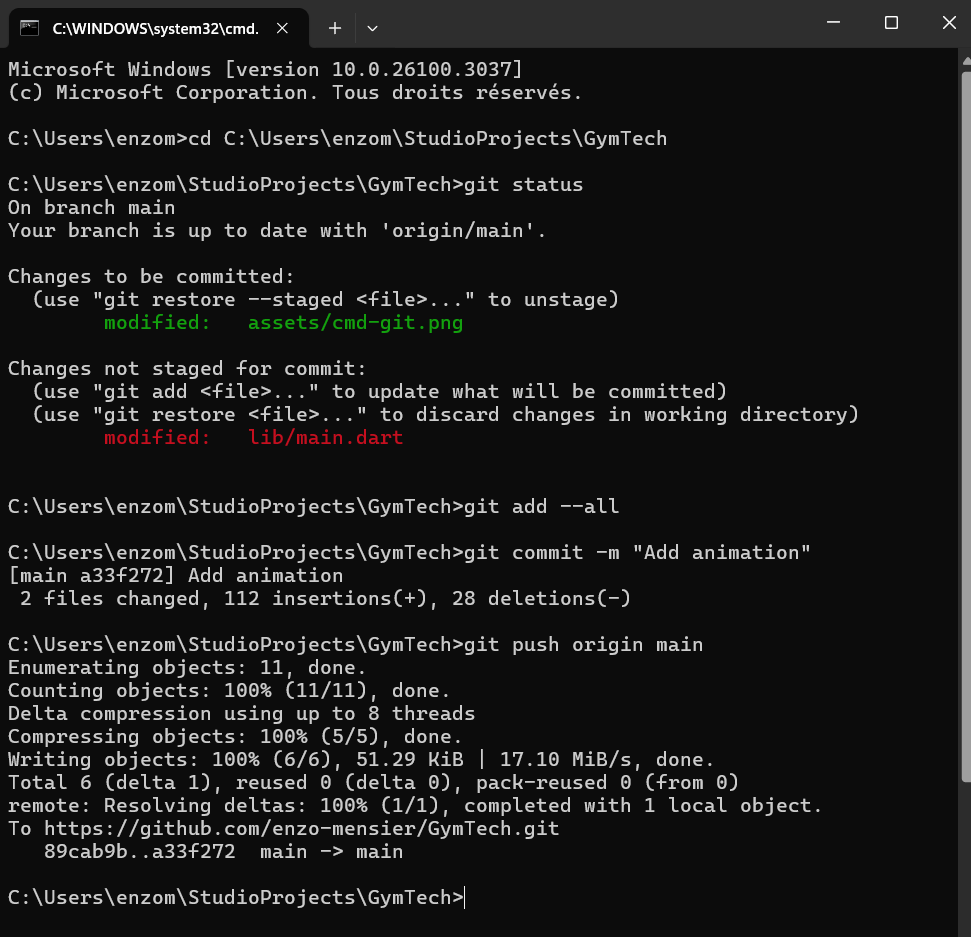 C:\WINDOWS\system32\cmd.
Microsoft Windows [version 10.0.26100.3037]
(c) Microsoft Corporation. Tous droits réservés.
C:\Users\enzom>cd C:\Users\enzom\StudioProjects\GymTech
C:\Users\enzom\StudioProjects\GymTech>git status
On branch main
Your branch is up to date with 'origin/main'.
Changes to be committed:
  (use "git restore --staged <file>..." to unstage)
        modified:   assets/cmd-git.png
Changes not staged for commit:
  (use "git add <file>..." to update what will be committed)
  (use "git restore <file>..." to discard changes in working directory)
        modified:   lib/main.dart
C:\Users\enzom\StudioProjects\GymTech>git add --all
C:\Users\enzom\StudioProjects\GymTech>git commit -m "Add animation"
[main a33f272] Add animation
 2 files changed, 112 insertions(+), 28 deletions(-)
C:\Users\enzom\StudioProjects\GymTech>git push origin main
Enumerating objects: 11, done.
Counting objects: 100% (11/11), done.
Delta compression using up to 8 threads
Compressing objects: 100% (5/5), done.
Writing objects: 100% (6/6), 51.29 KiB | 17.10 MiB/s, done.
Total 6 (delta 1), reused 0 (delta 0), pack-reused 0 (from 0)
remote: Resolving deltas: 100% (1/1), completed with 1 local object.
To https://github.com/enzo-mensier/GymTech.git
   89cab9b..a33f272  main -> main
C:\Users\enzom\StudioProjects\GymTech>